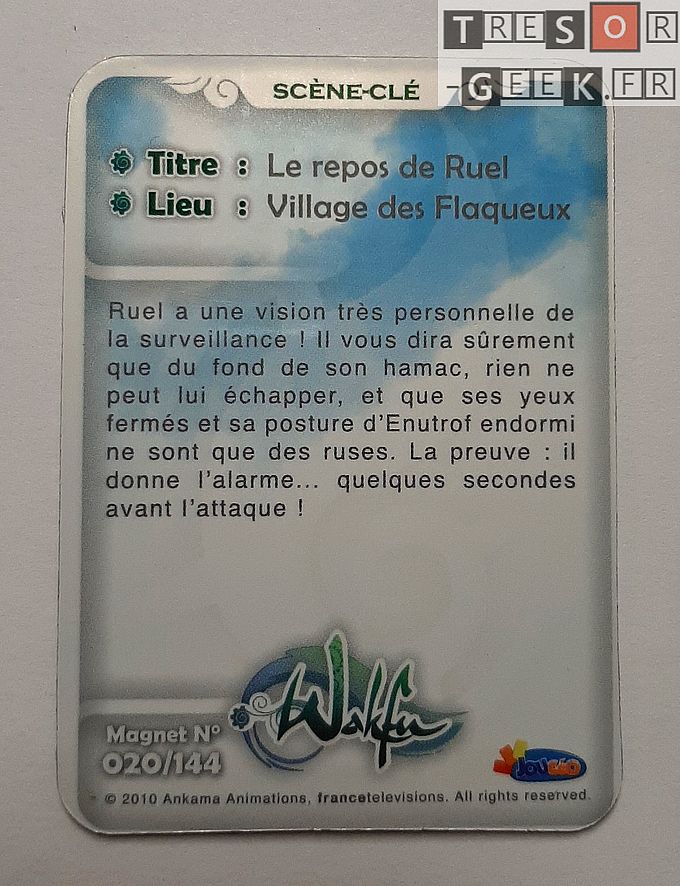 TRESOR
GEEK.FR
SCÈNE-CLÉ
Titre : Le repos de Ruel
Lieu : Village des Flaqueux
Ruel a une vision très personnelle de
la surveillance ! Il vous dira sûrement
que du fond de son hamac, rien ne
peut lui échapper, et que ses yeux
fermés et sa posture d'Enutrof endormi
ne sont que des ruses. La preuve : il
donne l'alarme... quelques secondes
avant l'attaque !
Wakfu
Magnet N°
020/144
JOUéCO
© 2010 Ankama Animations, francetelevisions. All rights reserved.